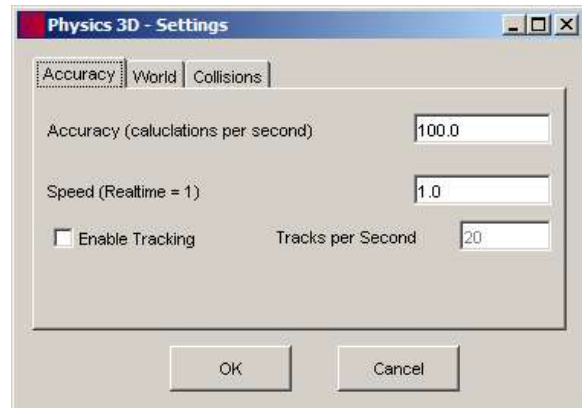 Physics 3D - Settings
Accuracy World Collisions
Accuracy (caluclations per second) 100.0
Speed (Realtime = 1) 1.0
Enable Tracking Tracks per Second 20
OK Cancel